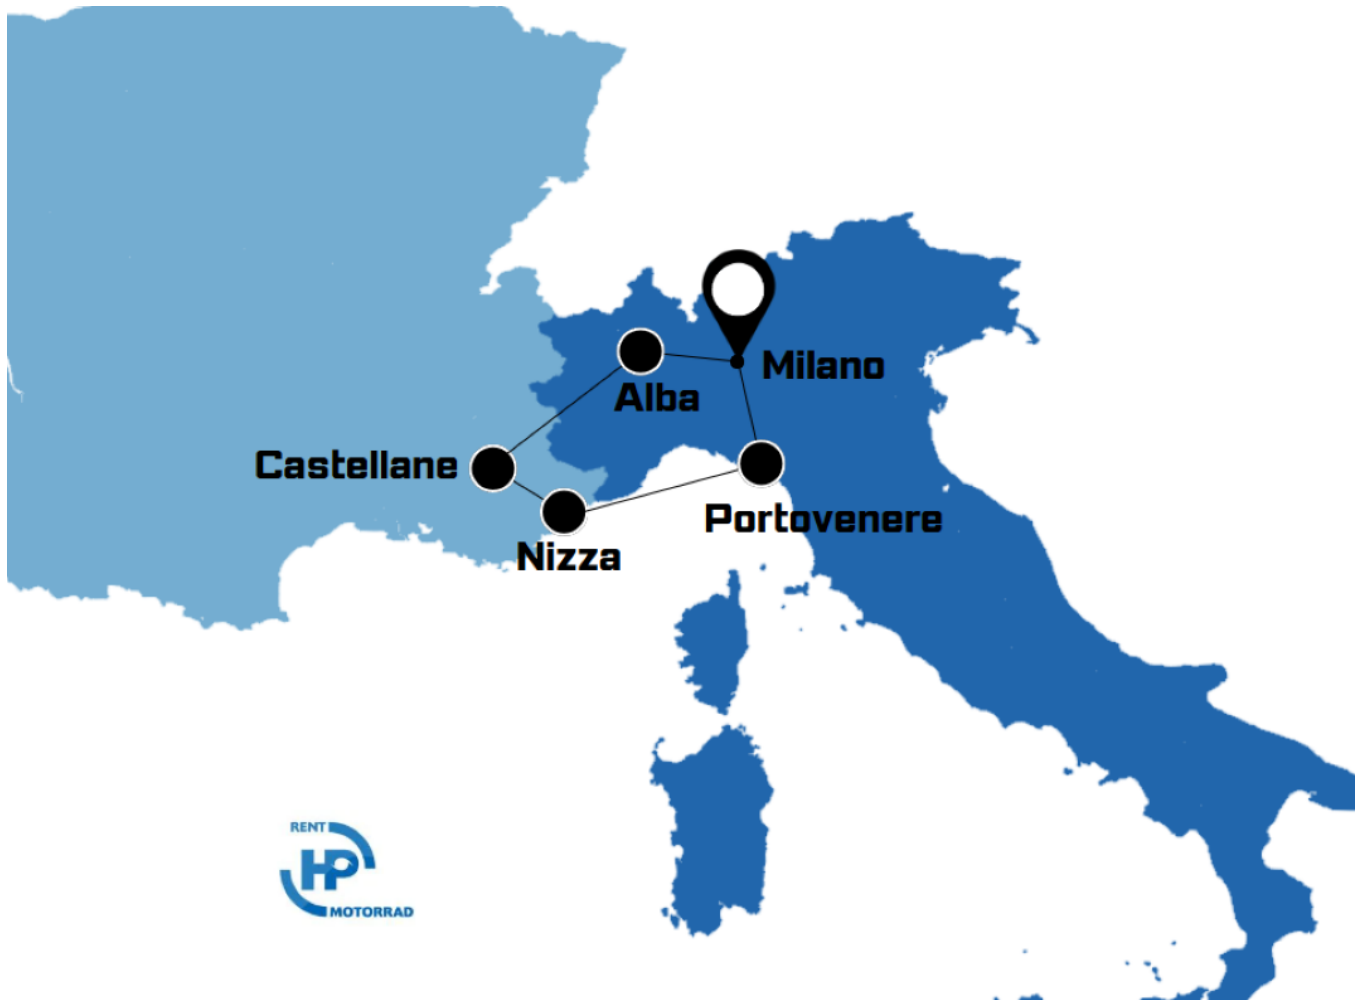 Milano
Alba
Castellane
Portovenere
Nizza
RENT
HP
MOTORRAD